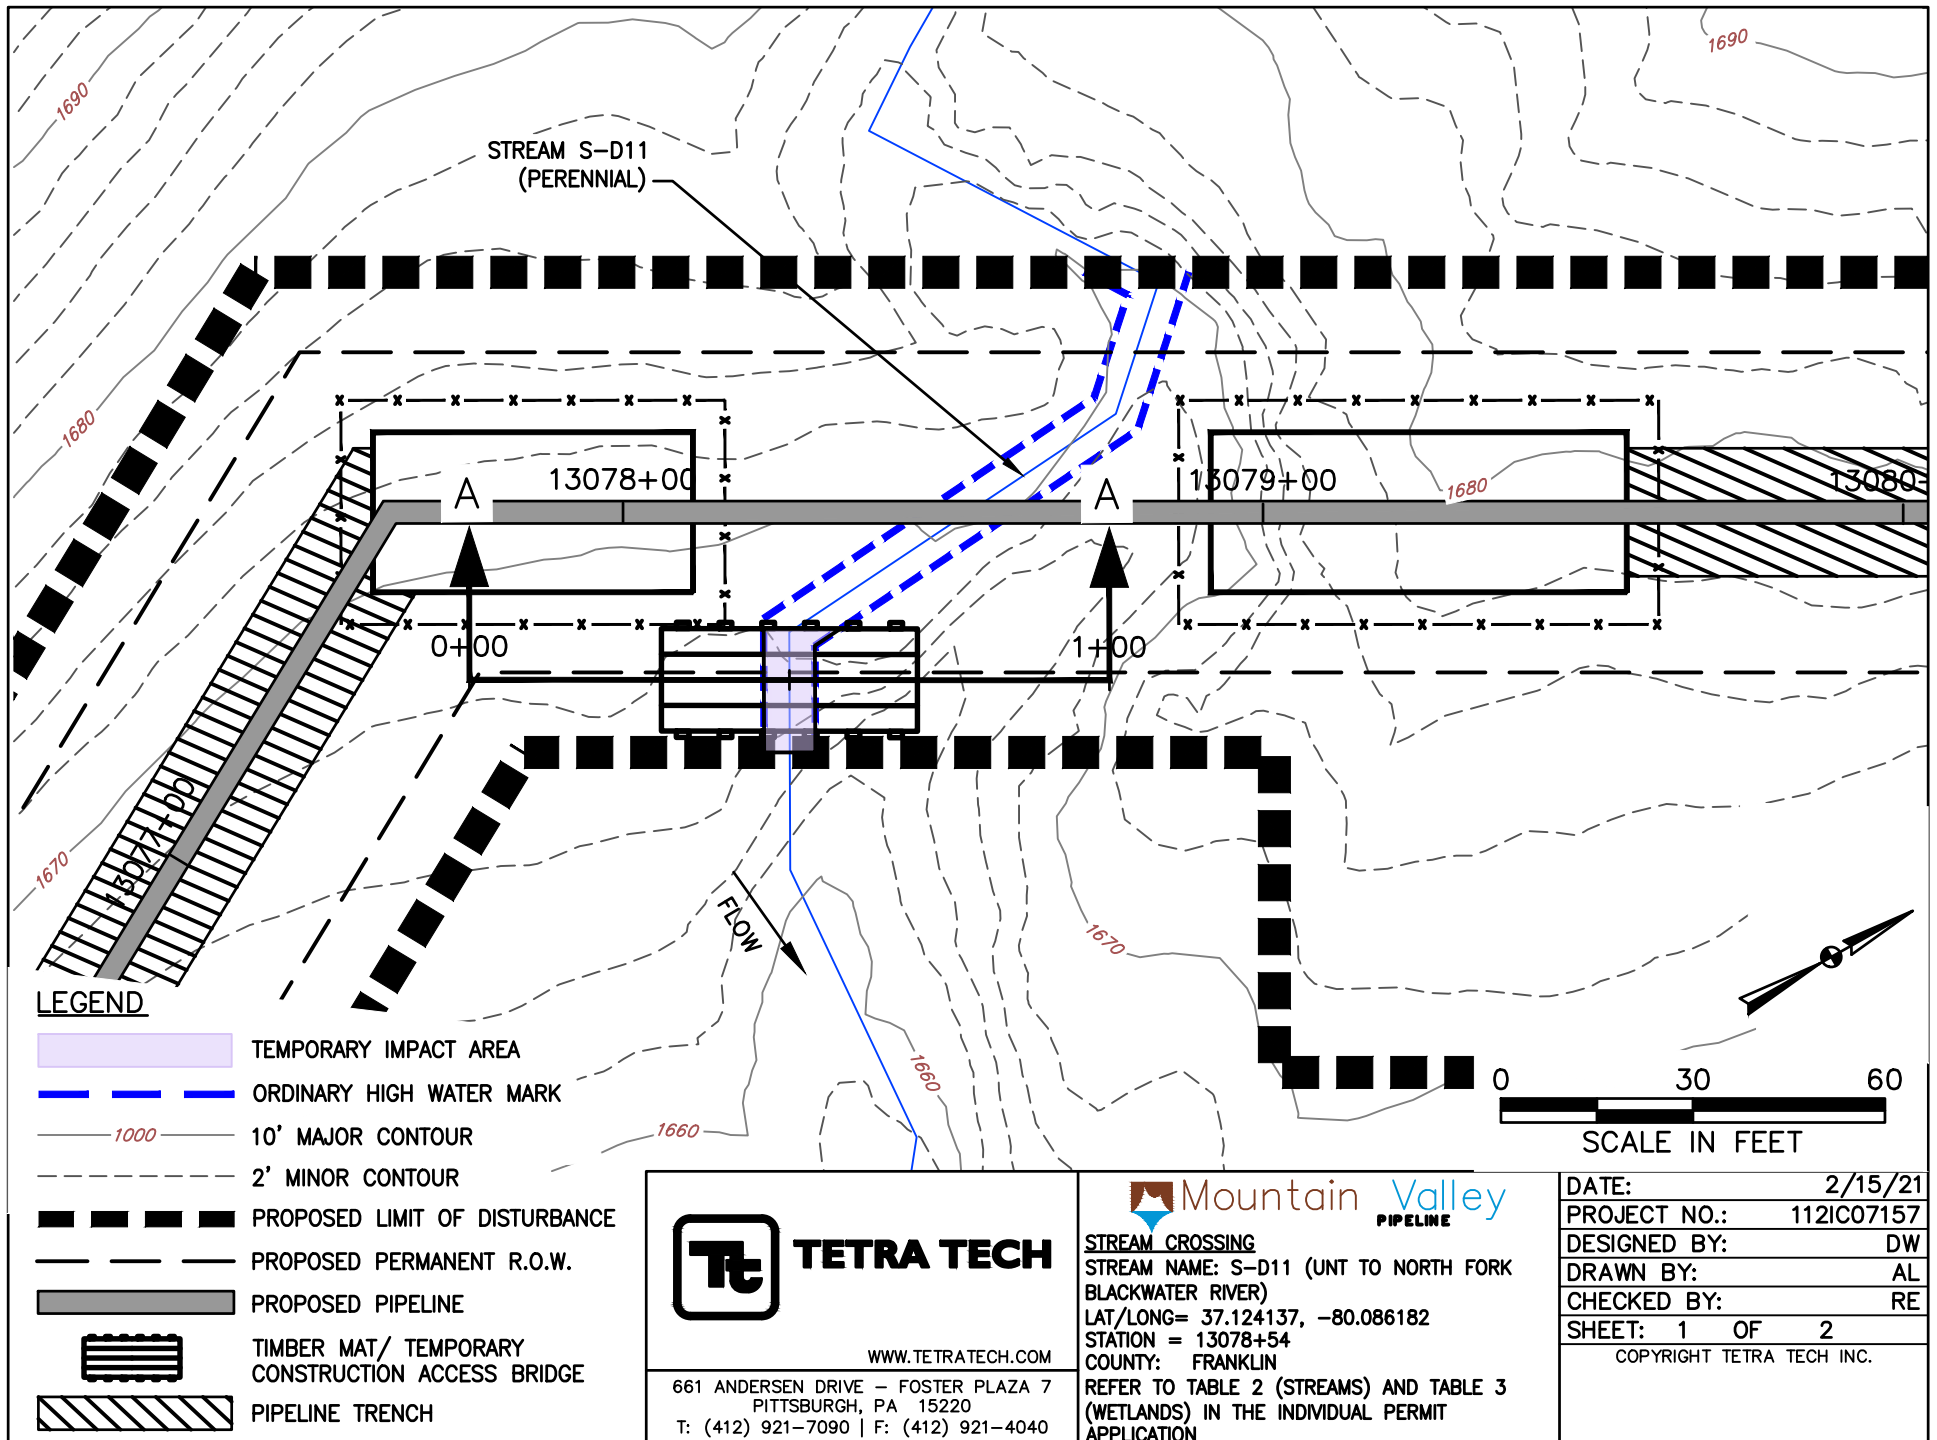 1690
1690
STREAM S-D11
(PERENNIAL)
1680
13078+00
13079+00
1680
13080-
A
A
0+00
1+00
13077+00
1670
FLOW
1670
1660
1660
LEGEND
TEMPORARY IMPACT AREA
ORDINARY HIGH WATER MARK
1000
10' MAJOR CONTOUR
2' MINOR CONTOUR
PROPOSED LIMIT OF DISTURBANCE
PROPOSED PERMANENT R.O.W.
PROPOSED PIPELINE
TIMBER MAT/ TEMPORARY
CONSTRUCTION ACCESS BRIDGE
PIPELINE TRENCH
0 30 60
SCALE IN FEET
Tt TETRA TECH
WWW.TETRATECH.COM
661 ANDERSEN DRIVE – FOSTER PLAZA 7
PITTSBURGH, PA 15220
T: (412) 921-7090 | F: (412) 921-4040
Mountain Valley
PIPELINE
STREAM CROSSING
STREAM NAME: S-D11 (UNT TO NORTH FORK
BLACKWATER RIVER)
LAT/LONG= 37.124137, -80.086182
STATION = 13078+54
COUNTY: FRANKLIN
REFER TO TABLE 2 (STREAMS) AND TABLE 3
(WETLANDS) IN THE INDIVIDUAL PERMIT
APPLICATION
DATE: 2/15/21
PROJECT NO.: 112IC07157
DESIGNED BY: DW
DRAWN BY: AL
CHECKED BY: RE
SHEET: 1 OF 2
COPYRIGHT TETRA TECH INC.